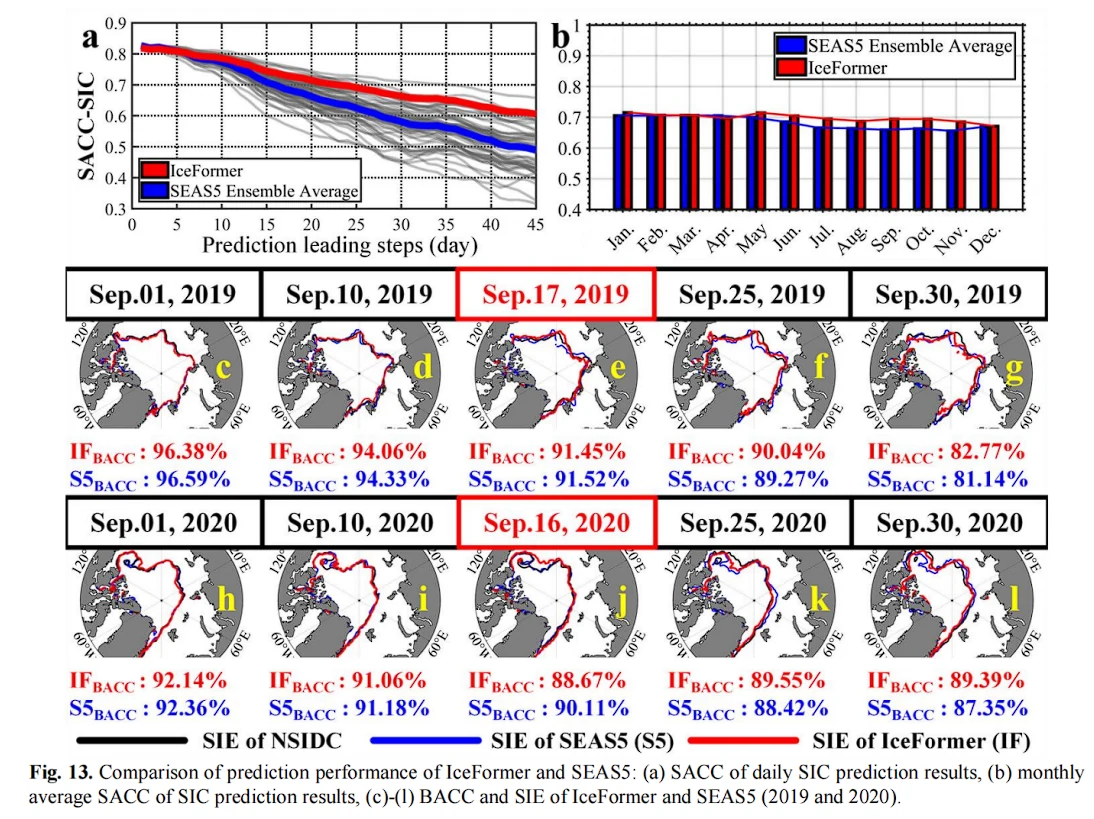 a
0.9
0.8
0.7
0.6
0.5
0.4
0.3
SACC-SIC
IceFormer
SEAS5 Ensemble Average
0 5 10 15 20 25 30 35 40 45
Prediction leading steps (day)
b
1
0.9
0.8
0.7
0.6
0.5
0.4
SEAS5 Ensemble Average
IceFormer
Jan. Feb. Mar. Apr. May Jun. Jul. Aug. Sep. Oct. Nov. Dec.
Sep.01, 2019 Sep.10, 2019 Sep.17, 2019 Sep.25, 2019 Sep.30, 2019
c d e f g
IFBACC : 96.38% IFBACC : 94.06% IFBACC : 91.45% IFBACC : 90.04% IFBACC : 82.77%
S5BACC : 96.59% S5BACC : 94.33% S5BACC : 91.52% S5BACC : 89.27% S5BACC : 81.14%
Sep.01, 2020 Sep.10, 2020 Sep.16, 2020 Sep.25, 2020 Sep.30, 2020
h i j k l
IFBACC : 92.14% IFBACC : 91.06% IFBACC : 88.67% IFBACC : 89.55% IFBACC : 89.39%
S5BACC : 92.36% S5BACC : 91.18% S5BACC : 90.11% S5BACC : 88.42% S5BACC : 87.35%
SIE of NSIDC SIE of SEAS5 (S5) SIE of IceFormer (IF)
Fig. 13. Comparison of prediction performance of IceFormer and SEAS5: (a) SACC of daily SIC prediction results, (b) monthly
average SACC of SIC prediction results, (c)-(l) BACC and SIE of IceFormer and SEAS5 (2019 and 2020).